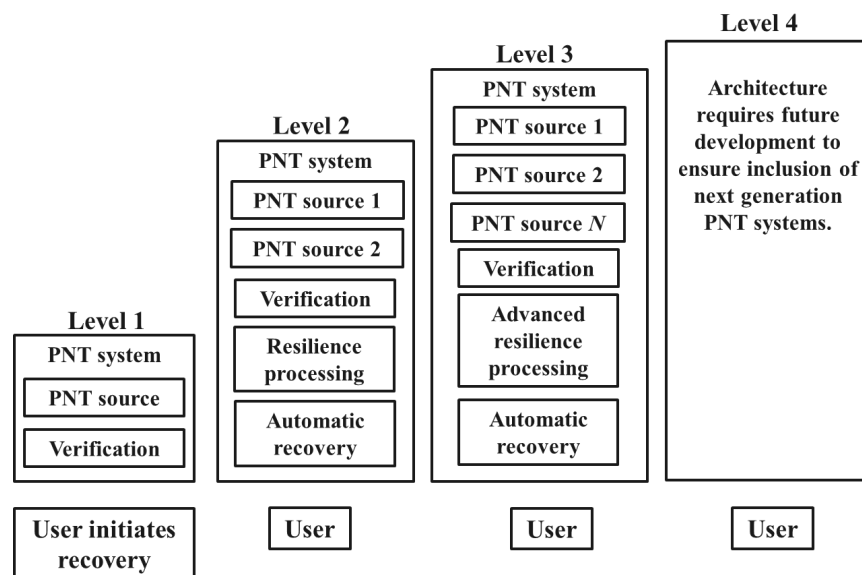 Level 1
PNT system
PNT source
Verification
User initiates
recovery
Level 2
PNT system
PNT source 1
PNT source 2
Verification
Resilience
processing
Automatic
recovery
User
Level 3
PNT system
PNT source 1
PNT source 2
PNT source N
Verification
Advanced
resilience
processing
Automatic
recovery
User
Level 4
Architecture
requires future
development to
ensure inclusion of
next generation
PNT systems.
User